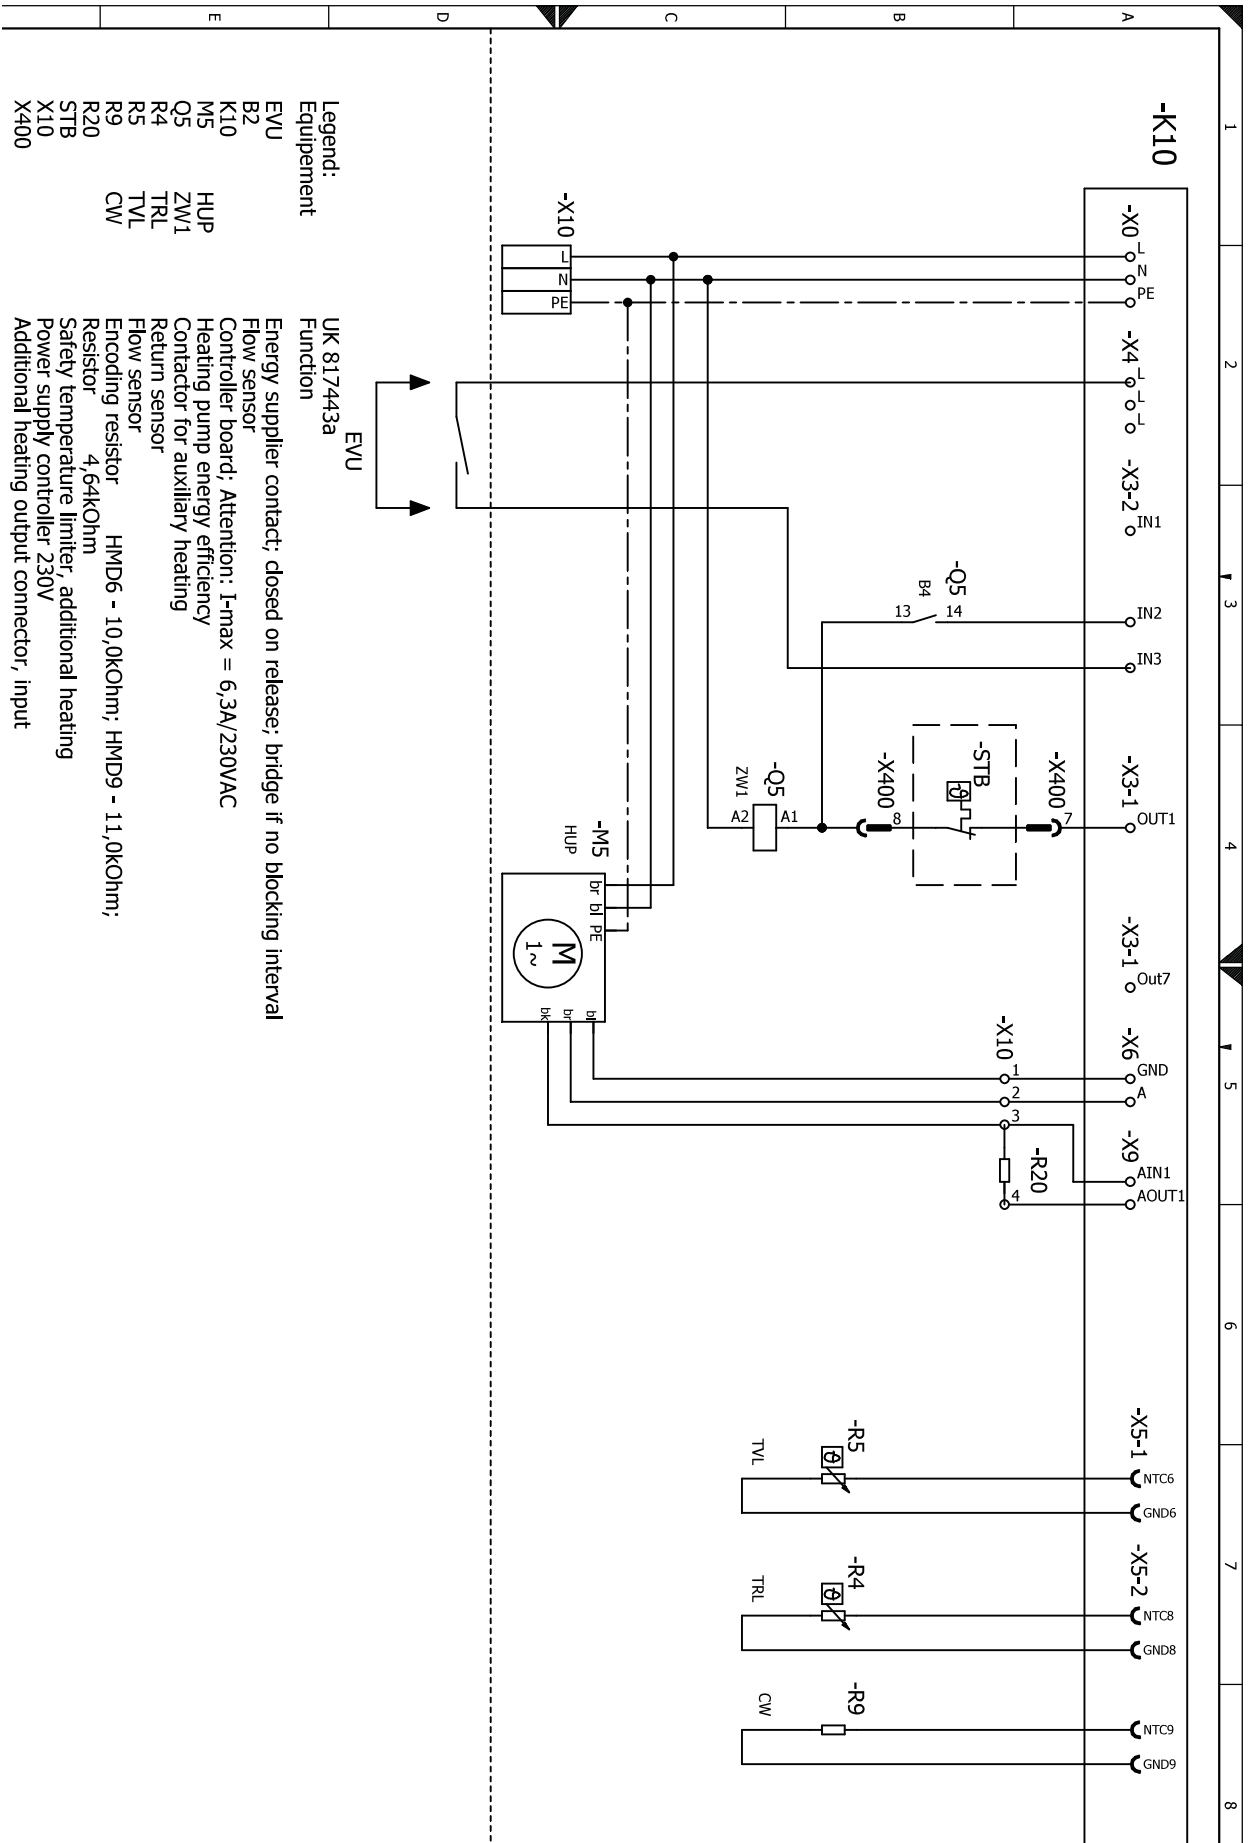 1
2
3
4
5
6
7
8
A
B
C
D
E
-K10
-X0
L
N
PE
-X4
L
L
L
-X3-2
IN1
IN2
IN3
-X3-1
OUT1
-X3-1
Out7
-X6
GND
A
-X9
AIN1
AOUT1
-X5-1
NTC6
GND6
-X5-2
NTC8
GND8
NTC9
GND9
-X400
7
-STB
ϑ
-X400
8
-Q5
B4
13
14
-Q5
ZW1
A2
A1
-X10
1
2
3
4
-R20
-R5
ϑ
TVL
-R4
ϑ
TRL
-R9
CW
-X10
L
N
PE
-M5
HUP
br
bl
PE
M
1~
bk
br
bl
EVU
Legend: UK 817443a
Equipement Function
EVU Energy supplier contact; closed on release; bridge if no blocking interval
B2 Flow sensor
K10 Controller board; Attention: I-max = 6,3A/230VAC
M5 HUP Heating pump energy efficiency
Q5 ZW1 Contactor for auxiliary heating
R4 TRL Return sensor
R5 TVL Flow sensor
R9 CW Encoding resistor HMD6 - 10,0kOhm; HMD9 - 11,0kOhm;
R20 Resistor 4,64kOhm
STB Safety temperature limiter, additional heating
X10 Power supply controller 230V
X400 Additional heating output connector, input